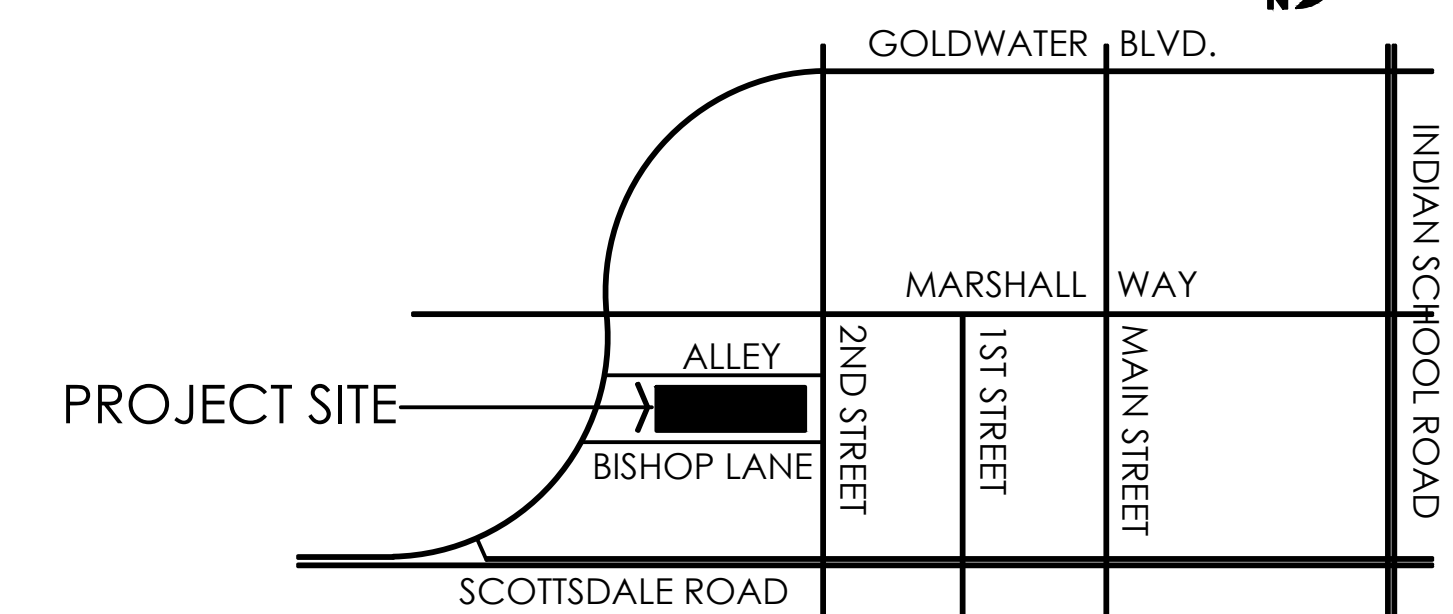 N
GOLDWATER BLVD.
INDIAN SCHOOL ROAD
MARSHALL WAY
2ND STREET
1ST STREET
MAIN STREET
ALLEY
PROJECT SITE
BISHOP LANE
SCOTTSDALE ROAD